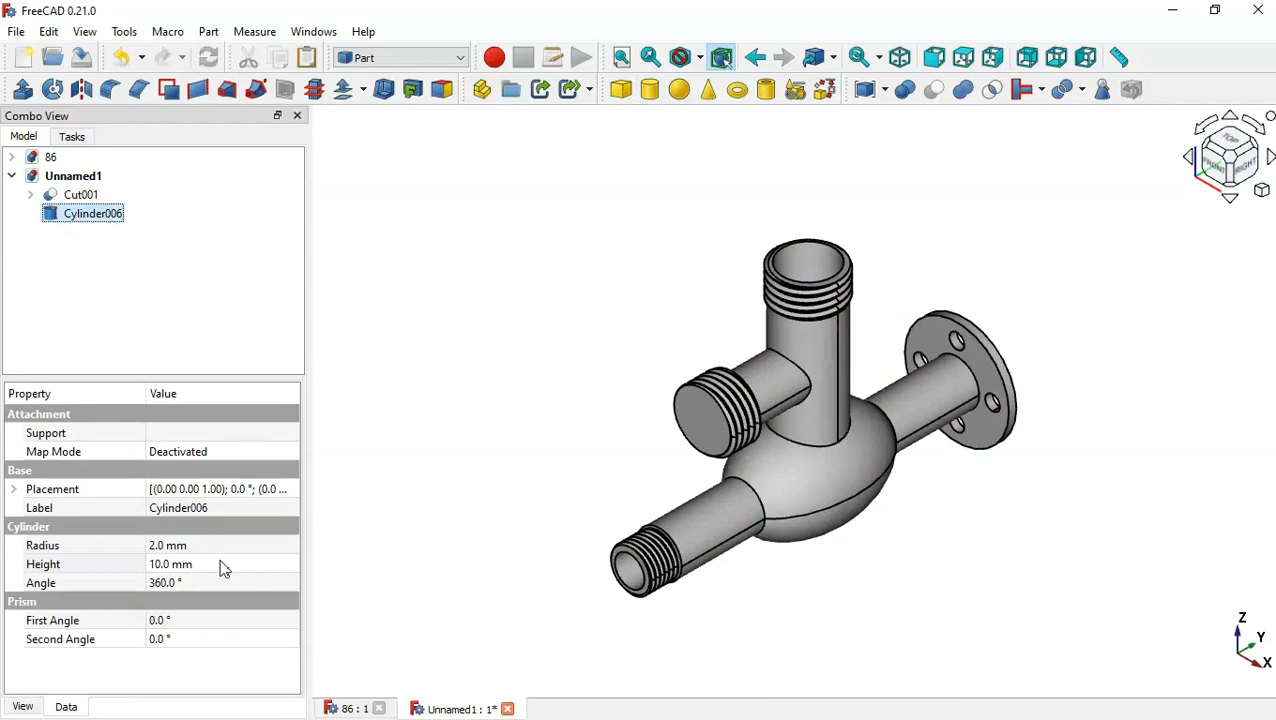 FreeCAD 0.21.0
File Edit View Tools Macro Part Measure Windows Help
Part
Combo View
Model Tasks
86
Unnamed1
Cut001
Cylinder006
Property Value
Attachment
Support
Map Mode Deactivated
Base
Placement [(0.00 0.00 1.00); 0.0 °; (0.0 ...
Label Cylinder006
Cylinder
Radius 2.0 mm
Height 10.0 mm
Angle 360.0 °
Prism
First Angle 0.0 °
Second Angle 0.0 °
View Data
86 : 1
Unnamed1 : 1*
TOP
FRONT RIGHT
Z
Y
X